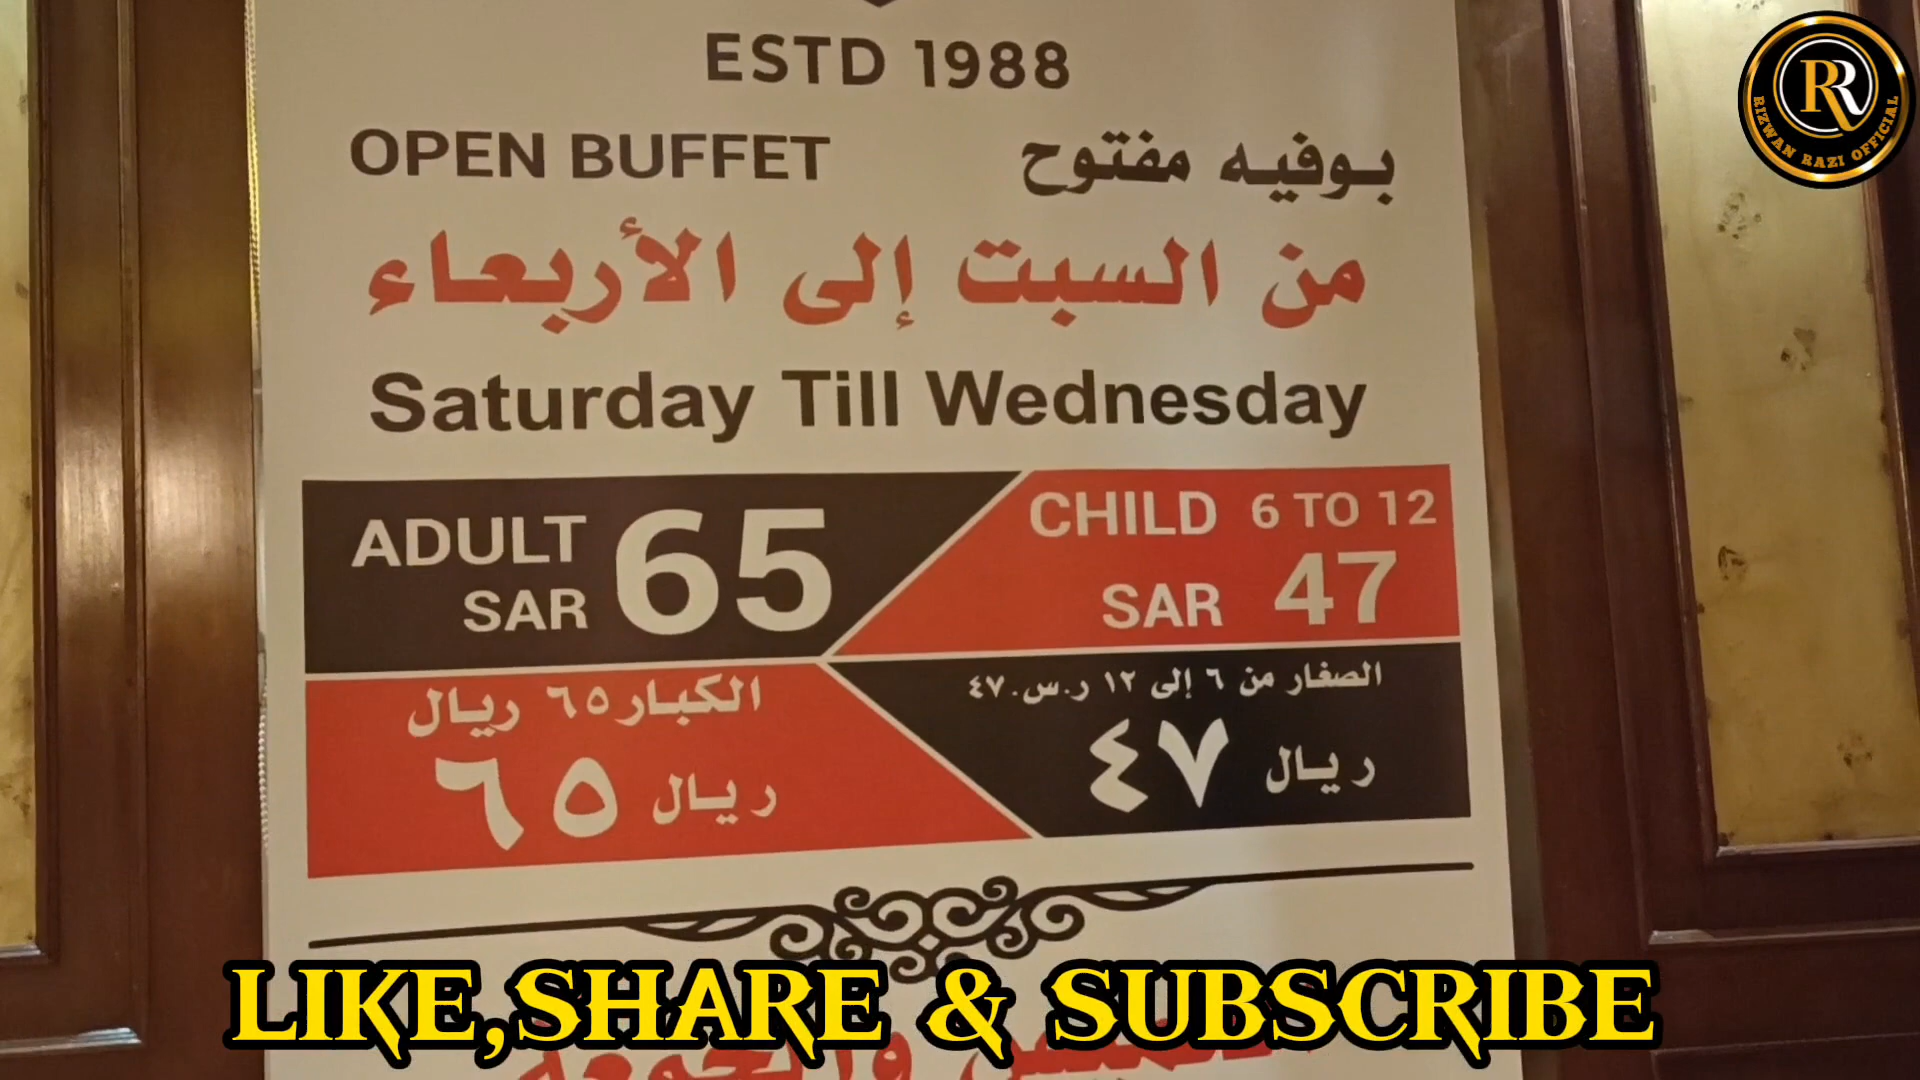 ESTD 1988
OPEN BUFFET بوفيه مفتوح
من السبت إلى الأربعاء
Saturday Till Wednesday
ADULT
SAR 65
CHILD 6 TO 12
SAR 47
الكبار ٦٥ ريال
ريال ٦٥
الصغار من ٦ إلى ١٢ ر.س.٤٧
ريال ٤٧
LIKE,SHARE & SUBSCRIBE
RR
RIZWAN RAZI OFFICIAL